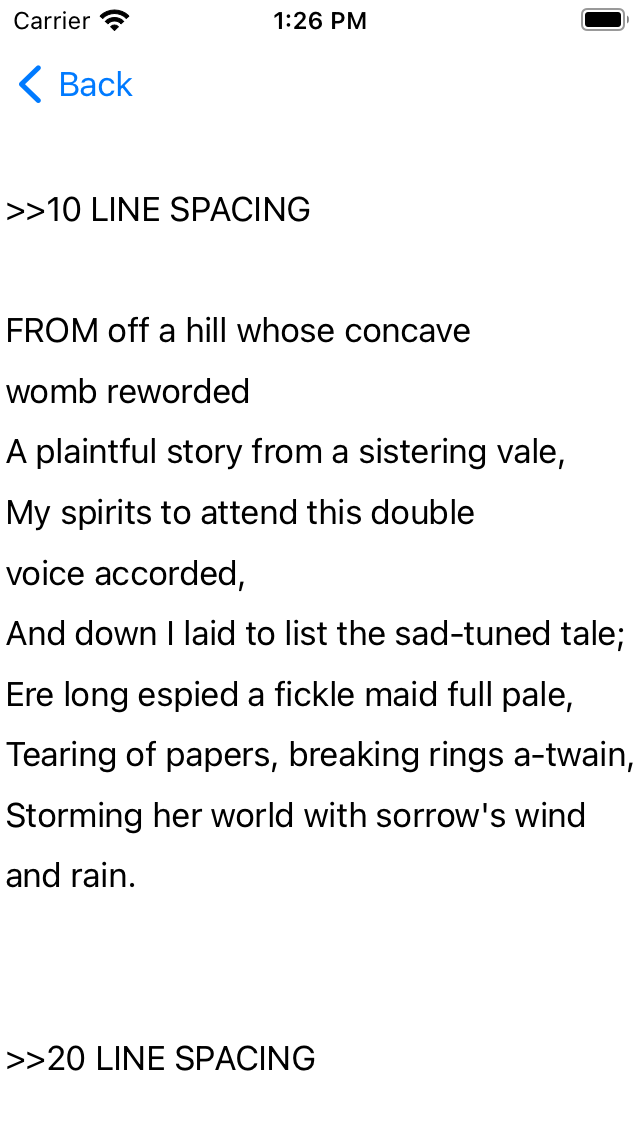 Carrier 1:26 PM
Back
>>10 LINE SPACING
FROM off a hill whose concave
womb reworded
A plaintful story from a sistering vale,
My spirits to attend this double
voice accorded,
And down I laid to list the sad-tuned tale;
Ere long espied a fickle maid full pale,
Tearing of papers, breaking rings a-twain,
Storming her world with sorrow's wind
and rain.
>>20 LINE SPACING